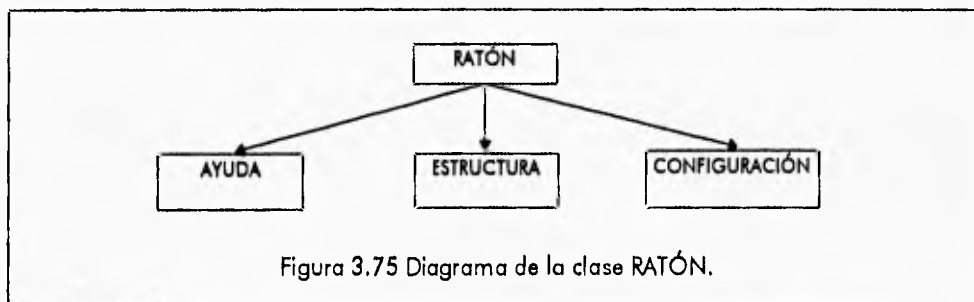 RATÓN
AYUDA
ESTRUCTURA
CONFIGURACIÓN
Figura 3.75 Diagrama de la clase RATÓN.